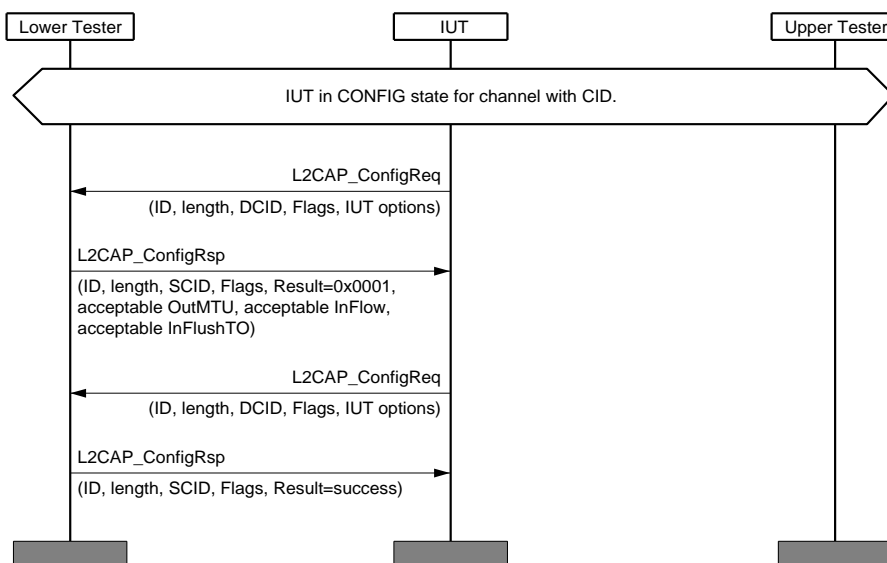 Lower Tester
IUT
Upper Tester
IUT in CONFIG state for channel with CID.
L2CAP_ConfigReq
(ID, length, DCID, Flags, IUT options)
L2CAP_ConfigRsp
(ID, length, SCID, Flags, Result=0x0001,
acceptable OutMTU, acceptable InFlow,
acceptable InFlushTO)
L2CAP_ConfigReq
(ID, length, DCID, Flags, IUT options)
L2CAP_ConfigRsp
(ID, length, SCID, Flags, Result=success)